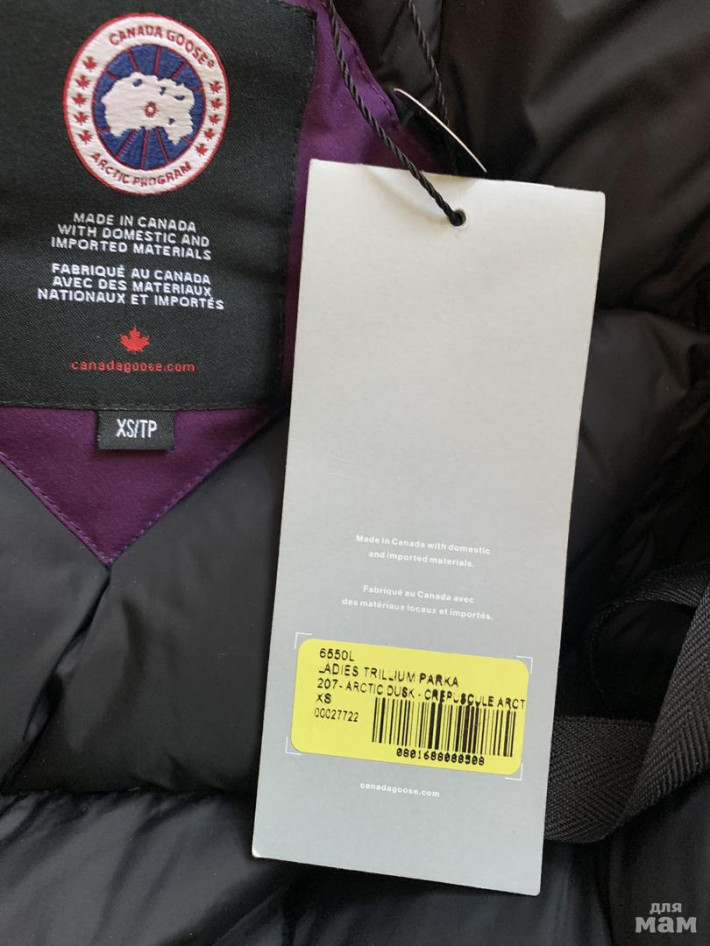 CANADA GOOSE®
ARCTIC PROGRAM
MADE IN CANADA
WITH DOMESTIC AND
IMPORTED MATERIALS
FABRIQUÉ AU CANADA
AVEC DES MATERIAUX
NATIONAUX ET IMPORTÉS
canadagoose.com
XS/TP
Made in Canada with domestic
and imported materials.
Fabriqué au Canada avec
des matériaux locaux et importés.
6550L
LADIES TRILLIUM PARKA
207- ARCTIC DUSK - CREPUSCULE ARCT
XS
00027722
0801688088508
canadagoose.com
для
мам